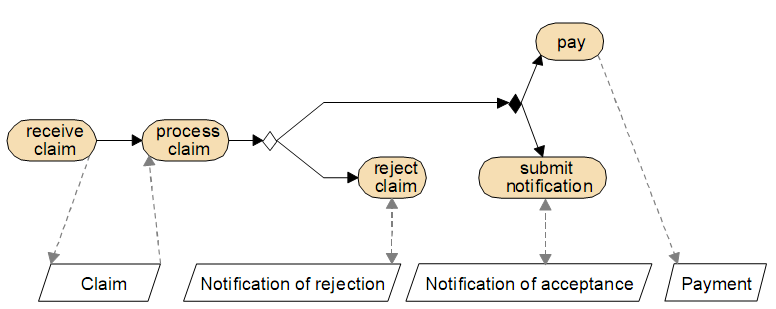 pay
receive
claim
process
claim
reject
claim
submit
notification
Claim
Notification of rejection
Notification of acceptance
Payment